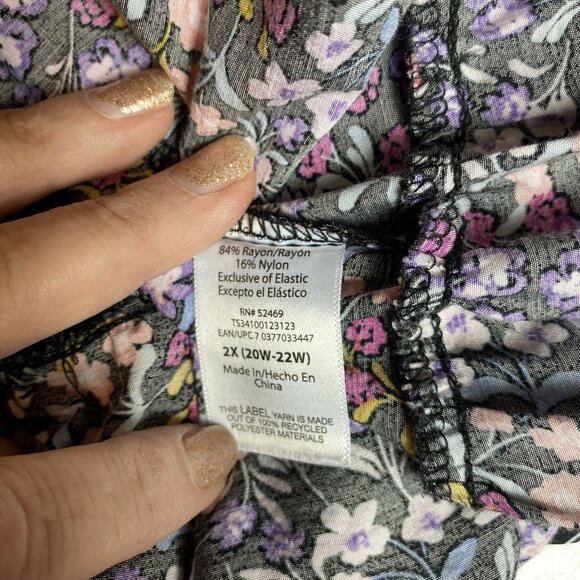 84% Rayon/Rayón
16% Nylon
Exclusive of Elastic
Excepto el Elástico
RN# 52469
TS34100123123
EAN/UPC 7 0377033447
2X (20W-22W)
Made in/Hecho En
China
THIS LABEL YARN IS MADE
OUT OF 100% RECYCLED
POLYESTER MATERIALS